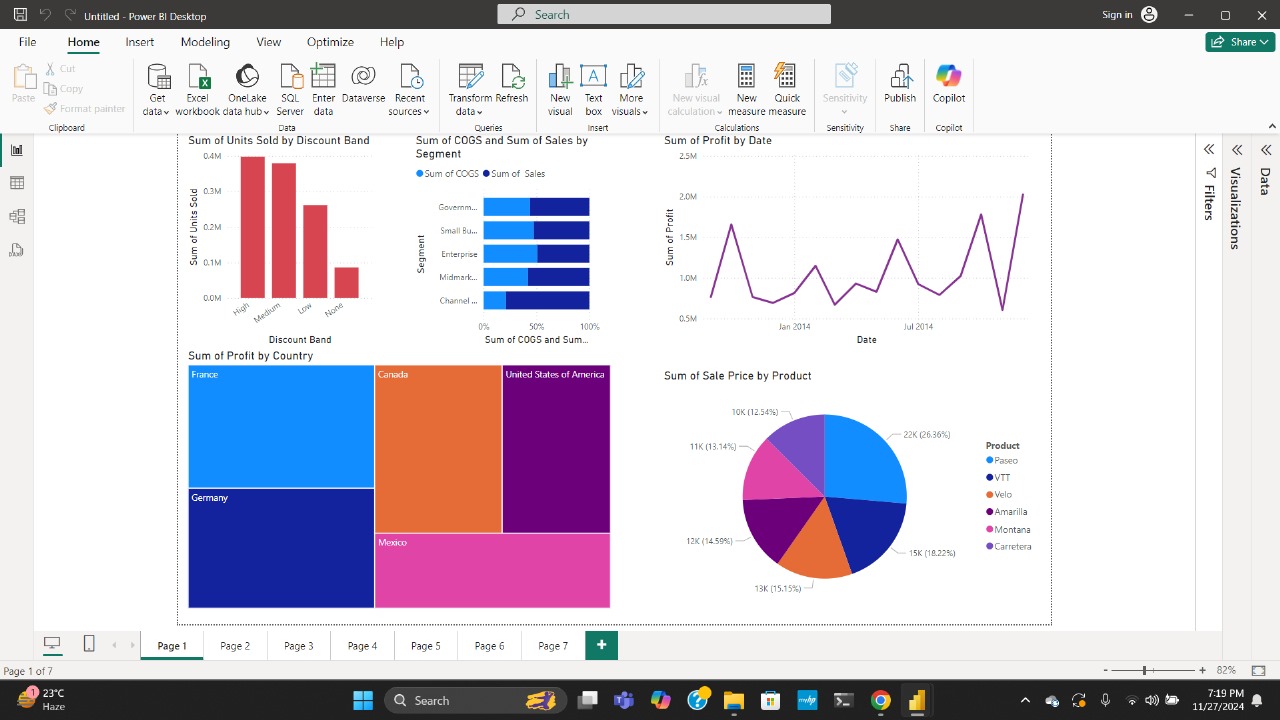 Untitled - Power BI Desktop
Search
Sign in
File Home Insert Modeling View Optimize Help
Share
Paste
Cut
Copy
Format painter
Clipboard
Get data
Excel workbook
OneLake data hub
SQL Server
Enter data
Dataverse
Recent sources
Data
Transform data
Refresh
Queries
New visual
Text box
More visuals
Insert
New visual calculation
New measure
Quick measure
Calculations
Sensitivity
Sensitivity
Publish
Share
Copilot
Copilot
Sum of Units Sold by Discount Band
Sum of Units Sold
0.4M
0.3M
0.2M
0.1M
0.0M
High Medium Low None
Discount Band
Sum of COGS and Sum of Sales by
Segment
Sum of COGS Sum of Sales
Segment
Governm...
Small Bu...
Enterprise
Midmark...
Channel ...
0% 50% 100%
Sum of COGS and Sum...
Sum of Profit by Date
Sum of Profit
2.5M
2.0M
1.5M
1.0M
0.5M
Jan 2014 Jul 2014
Date
Filters
Visualizations
Data
Sum of Profit by Country
France
Canada
United States of America
Germany
Mexico
Sum of Sale Price by Product
10K (12.54%)
22K (26.36%)
11K (13.14%)
12K (14.59%)
15K (18.22%)
13K (15.15%)
Product
Paseo
VTT
Velo
Amarilla
Montana
Carretera
Page 1 Page 2 Page 3 Page 4 Page 5 Page 6 Page 7 +
Page 1 of 7
- + 82%
1
23°C
Haze
Search
myhp
7:19 PM
11/27/2024